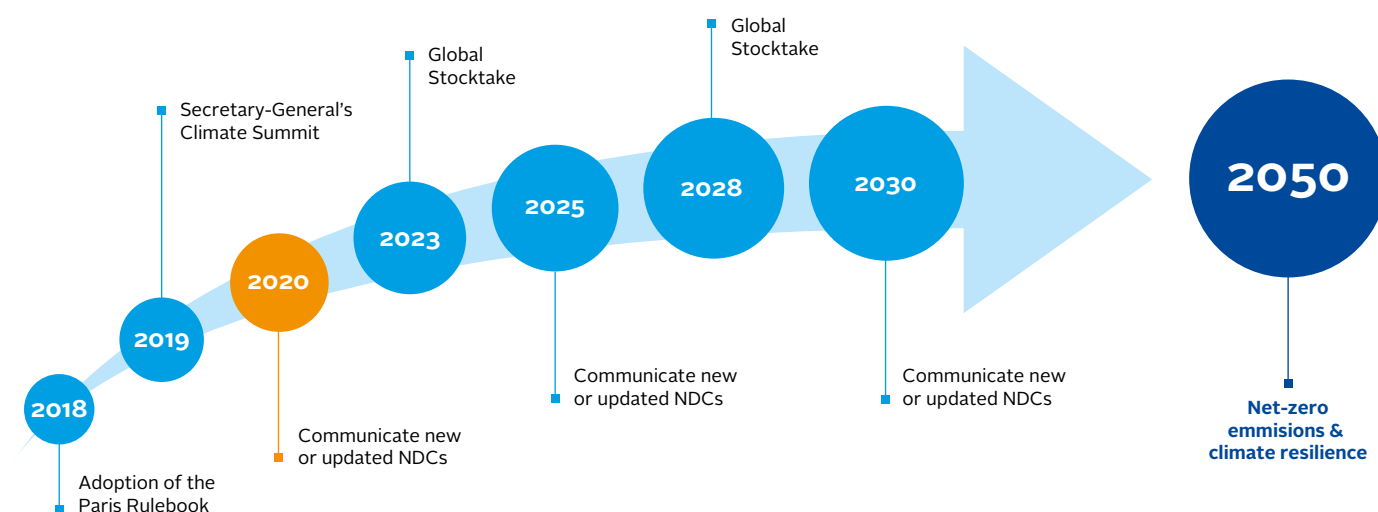 Global
Stocktake
Global
Stocktake
Secretary-General's
Climate Summit
2050
2030
2028
2025
2023
2020
2019
2018
Communicate new
or updated NDCs
Communicate new
or updated NDCs
Communicate new
or updated NDCs
Adoption of the
Paris Rulebook
Net-zero
emmisions &
climate resilience